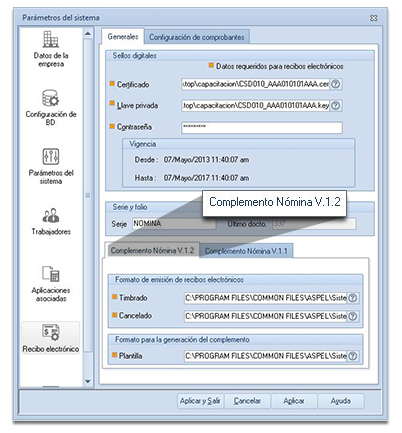 Parámetros del sistema
Datos de la
empresa
Configuración de
BD
Parámetros del
sistema
Trabajadores
Aplicaciones
asociadas
Recibo electrónico
Generales
Configuración de comprobantes
Sellos digitales
Datos requeridos para recibos electrónicos
Certificado
:top\capacitacion\CSD010_AAA010101AAA.cer
Llave privada
:top\capacitacion\CSD010_AAA010101AAA.key
Contraseña
**********
Vigencia
Desde : 07/Mayo/2013 11:40:07 am
Hasta : 07/Mayo/2017 11:40:07 am
Complemento Nómina V.1.2
Serie y folio
Serie NOMINA Último docto. 337
Complemento Nómina V.1.2
Complemento Nómina V.1.1
Formato de emisión de recibos electrónicos
Timbrado C:\PROGRAM FILES\COMMON FILES\ASPEL\Siste
Cancelado C:\PROGRAM FILES\COMMON FILES\ASPEL\Siste
Formato para la generación del complemento
Plantilla C:\PROGRAM FILES\COMMON FILES\ASPEL\Siste
Aplicar y Salir Cancelar Aplicar Ayuda